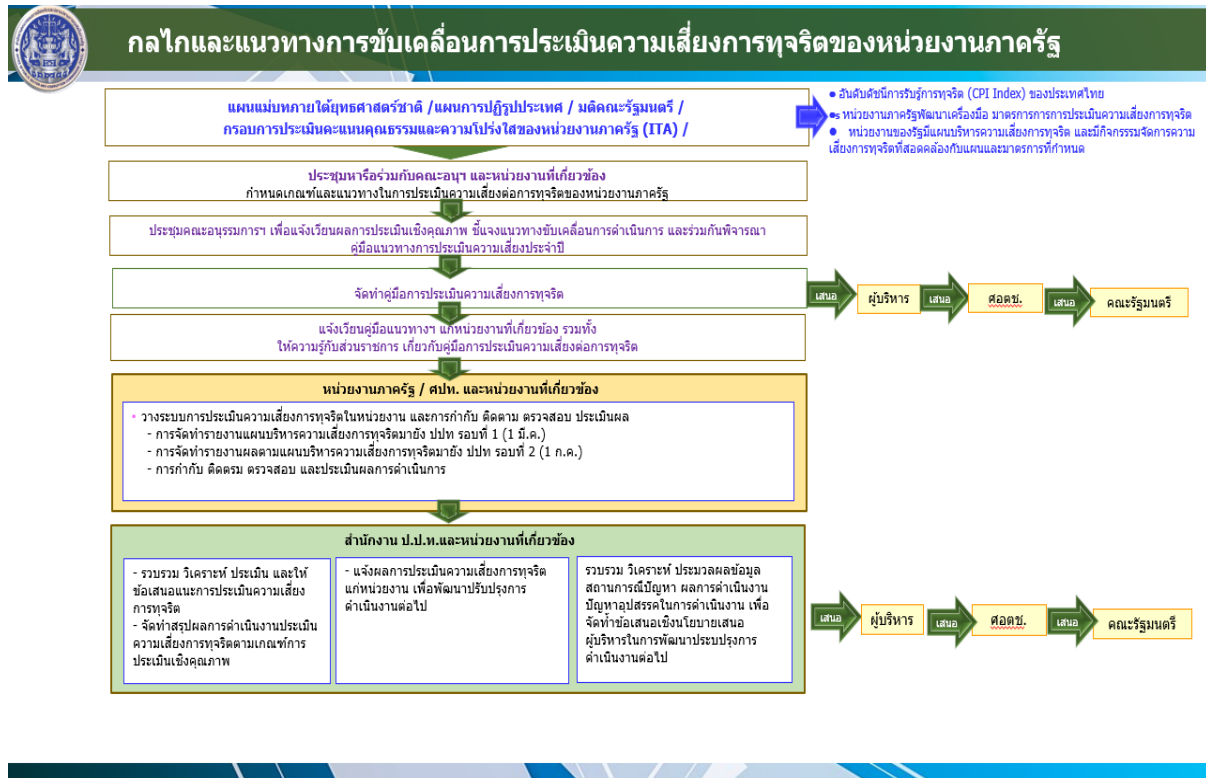 กลไกและแนวทางการขับเคลื่อนการประเมินความเสี่ยงการทุจริตของหน่วยงานภาครัฐ
แผนแม่บทภายใต้ยุทธศาสตร์ชาติ /แผนการปฏิรูปประเทศ / มติคณะรัฐมนตรี /
กรอบการประเมินคะแนนคุณธรรมและความโปร่งใสของหน่วยงานภาครัฐ (ITA) /
● อันดับดัชนีการรับรู้การทุจริต (CPI Index) ของประเทศไทย
●s หน่วยงานภาครัฐพัฒนาเครื่องมือ มาตรการการประเมินความเสี่ยงการทุจริต
● หน่วยงานของรัฐมีแผนบริหารความเสี่ยงการทุจริต และมีกิจกรรมจัดการความ
เสี่ยงการทุจริตที่สอดคล้องกับแผนและมาตรการที่กำหนด
ประชุมหารือร่วมกับคณะอนุฯ และหน่วยงานที่เกี่ยวข้อง
กำหนดเกณฑ์และแนวทางในการประเมินความเสี่ยงต่อการทุจริตของหน่วยงานภาครัฐ
ประชุมคณะอนุรรมการฯ เพื่อแจ้งเวียนผลการประเมินเชิงคุณภาพ ชี้แจงแนวทางขับเคลื่อนการดำเนินการ และร่วมกันพิจารณา
คู่มือแนวทางการประเมินความเสี่ยงประจำปี
จัดทำคู่มือการประเมินความเสี่ยงการทุจริต
เสนอ
ผู้บริหาร
เสนอ
ศอตช.
เสนอ
คณะรัฐมนตรี
แจ้งเวียนคู่มือแนวทางฯ แก่หน่วยงานที่เกี่ยวข้อง รวมทั้ง
ให้ความรู้กับส่วนราชการ เกี่ยวกับคู่มือการประเมินความเสี่ยงต่อการทุจริต
หน่วยงานภาครัฐ / ศปท. และหน่วยงานที่เกี่ยวข้อง
• วางระบบการประเมินความเสี่ยงการทุจริตในหน่วยงาน และการกำกับ ติดตาม ตรวจสอบ ประเมินผล
- การจัดทำรายงานแผนบริหารความเสี่ยงการทุจริตมายัง ปปท รอบที่ 1 (1 มี.ค.)
- การจัดทำรายงานผลตามแผนบริหารความเสี่ยงการทุจริตมายัง ปปท รอบที่ 2 (1 ก.ค.)
- การกำกับ ติดตรม ตรวจสอบ และประเมินผลการดำเนินการ
สำนักงาน ป.ป.ท.และหน่วยงานที่เกี่ยวข้อง
- รวบรวม วิเคราะห์ ประเมิน และให้
ข้อเสนอแนะการประเมินความเสี่ยง
การทุจริต
- จัดทำสรุปผลการดำเนินงานประเมิน
ความเสี่ยงการทุจริตตามเกณฑ์การ
ประเมินเชิงคุณภาพ
- แจ้งผลการประเมินความเสี่ยงการทุจริต
แก่หน่วยงาน เพื่อพัฒนาปรับปรุงการ
ดำเนินงานต่อไป
รวบรวม วิเคราะห์ ประมวลผลข้อมูล
สถานการณ์ปัญหา ผลการดำเนินงาน
ปัญหาอุปสรรคในการดำเนินงาน เพื่อ
จัดทำข้อเสนอเชิงนโยบายเสนอ
ผู้บริหารในการพัฒนาประบปรุงการ
ดำเนินงานต่อไป
เสนอ
ผู้บริหาร
เสนอ
ศอตช.
เสนอ
คณะรัฐมนตรี